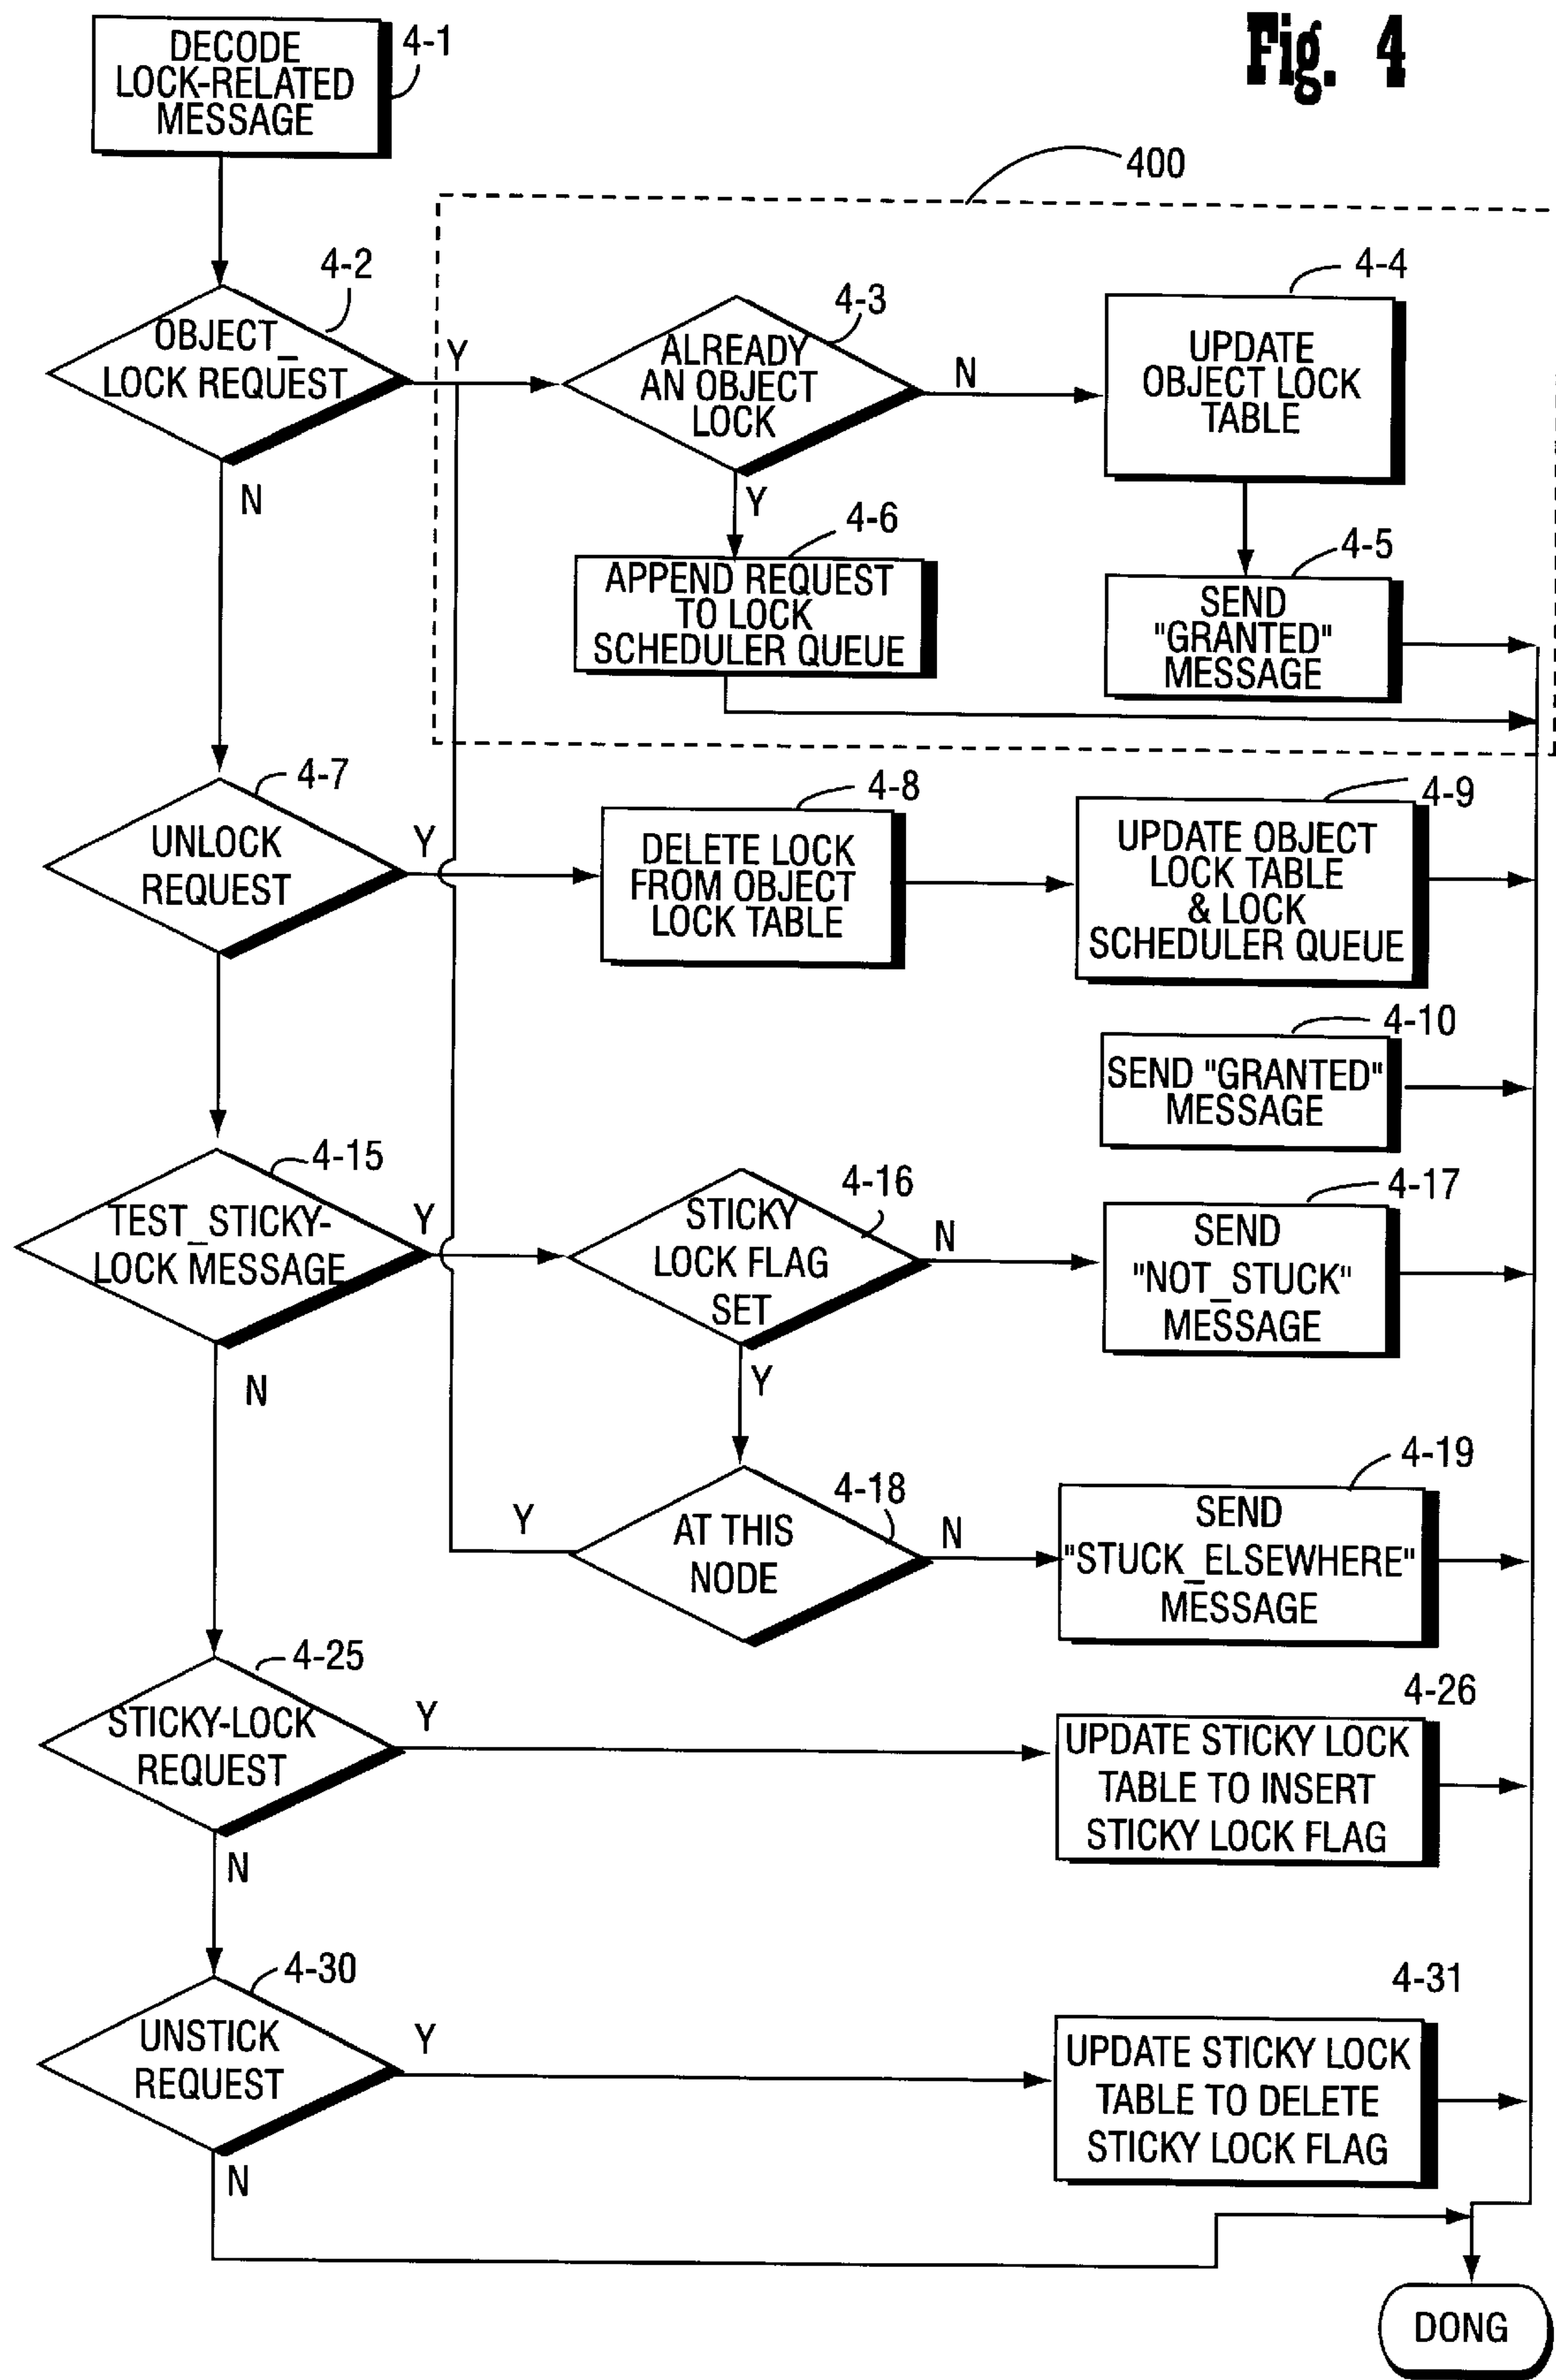 Fig. 4
DECODE
LOCK-RELATED
MESSAGE
4-1
400
4-2
OBJECT_
LOCK REQUEST
Y
N
4-3
ALREADY
AN OBJECT
LOCK
N
Y
4-4
UPDATE
OBJECT LOCK
TABLE
4-6
APPEND REQUEST
TO LOCK
SCHEDULER QUEUE
4-5
SEND
"GRANTED"
MESSAGE
4-7
UNLOCK
REQUEST
Y
4-8
DELETE LOCK
FROM OBJECT
LOCK TABLE
4-9
UPDATE OBJECT
LOCK TABLE
& LOCK
SCHEDULER QUEUE
4-10
SEND "GRANTED"
MESSAGE
4-15
TEST_STICKY-
LOCK MESSAGE
Y
N
4-16
STICKY
LOCK FLAG
SET
N
Y
4-17
SEND
"NOT_STUCK"
MESSAGE
4-18
AT THIS
NODE
Y
N
4-19
SEND
"STUCK_ELSEWHERE"
MESSAGE
4-25
STICKY-LOCK
REQUEST
Y
N
4-26
UPDATE STICKY LOCK
TABLE TO INSERT
STICKY LOCK FLAG
4-30
UNSTICK
REQUEST
Y
N
4-31
UPDATE STICKY LOCK
TABLE TO DELETE
STICKY LOCK FLAG
DONG